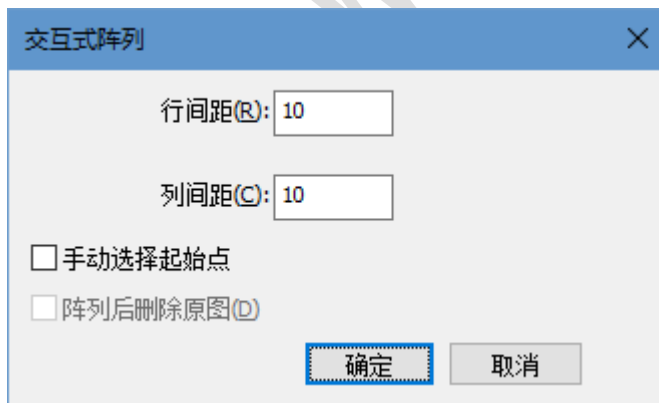 交互式阵列
行间距(R): 10
列间距(C): 10
手动选择起始点
阵列后删除原图(D)
确定 取消